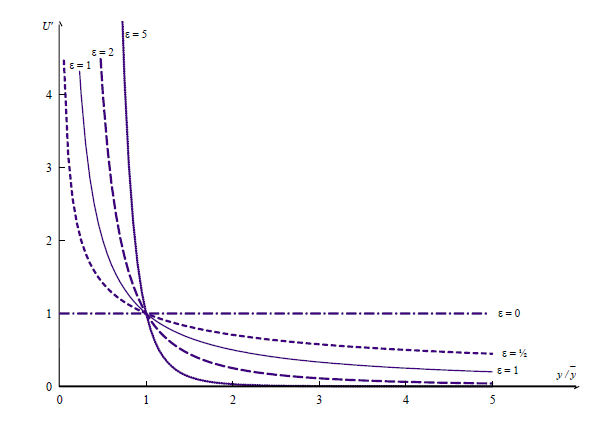 U'
ε = 5
ε = 2
ε = 1
4
3
2
1
ε = 0
ε = ½
ε = 1
y / y̅
0
0
1
2
3
4
5